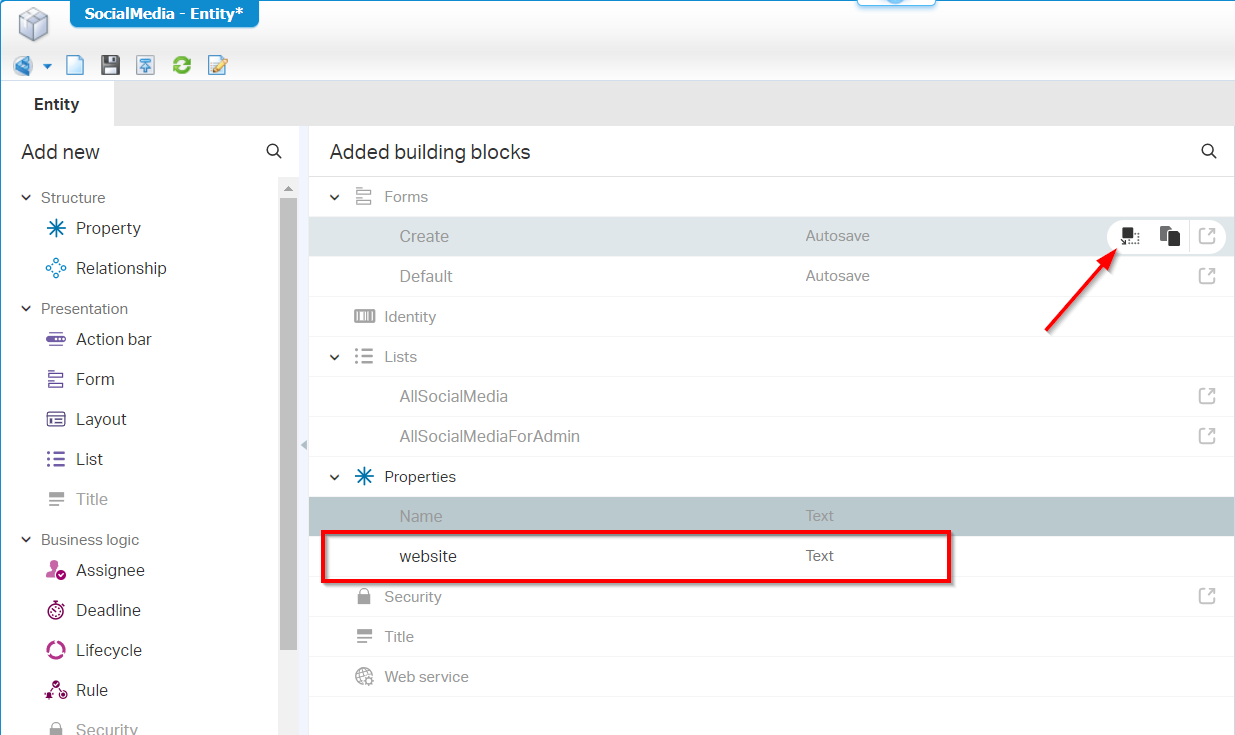 SocialMedia - Entity*
Entity
Add new
Structure
Property
Relationship
Presentation
Action bar
Form
Layout
List
Title
Business logic
Assignee
Deadline
Lifecycle
Rule
Security
Added building blocks
Forms
Create Autosave
Default Autosave
Identity
Lists
AllSocialMedia
AllSocialMediaForAdmin
Properties
Name Text
website Text
Security
Title
Web service